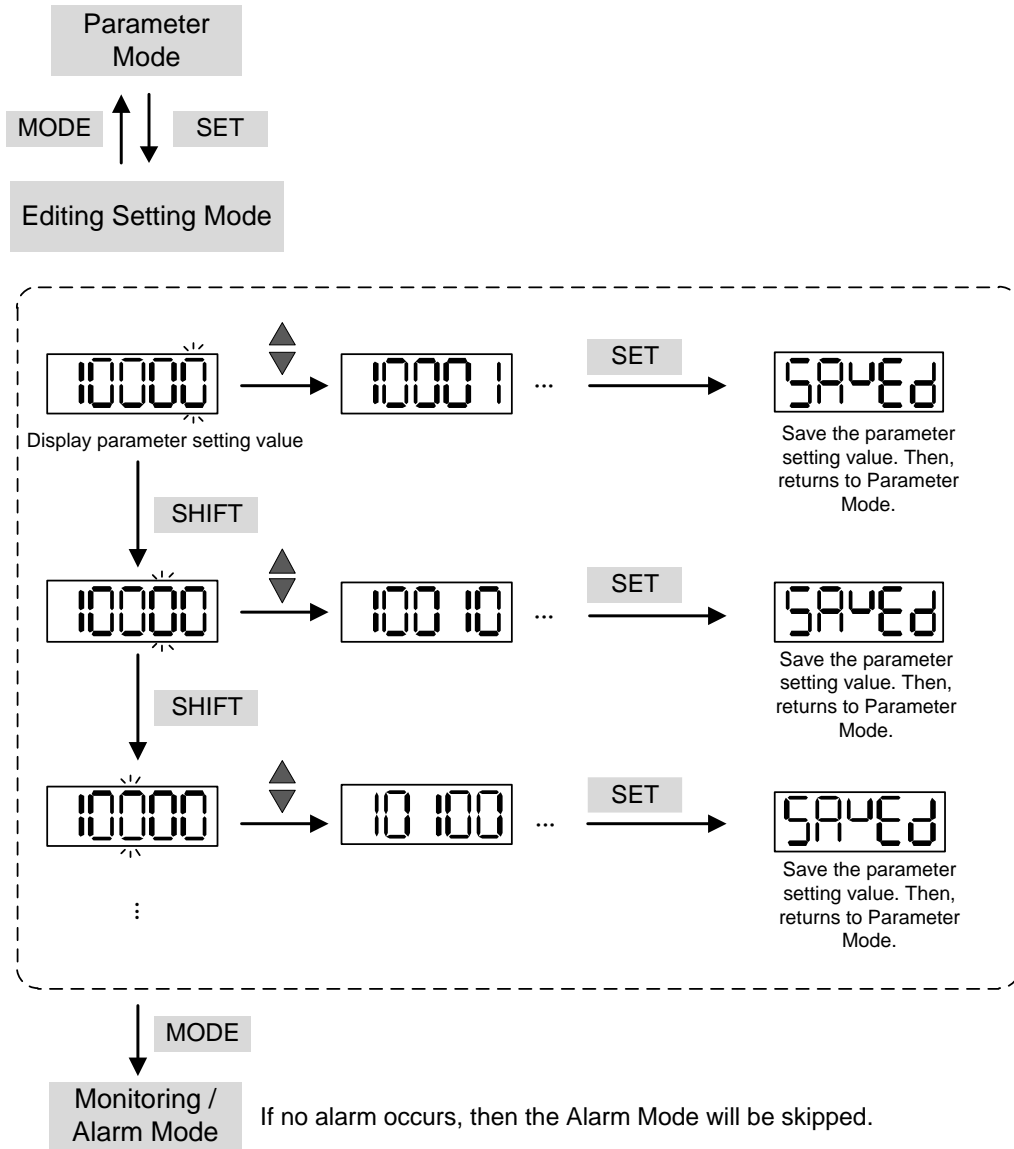 Parameter
Mode
MODE
SET
Editing Setting Mode
10000
10001
...
SET
SAvEd
Display parameter setting value
Save the parameter
setting value. Then,
returns to Parameter
Mode.
SHIFT
10000
10010
...
SET
SAvEd
Save the parameter
setting value. Then,
returns to Parameter
Mode.
SHIFT
10000
10100
...
SET
SAvEd
Save the parameter
setting value. Then,
returns to Parameter
Mode.
...
MODE
Monitoring /
Alarm Mode
If no alarm occurs, then the Alarm Mode will be skipped.